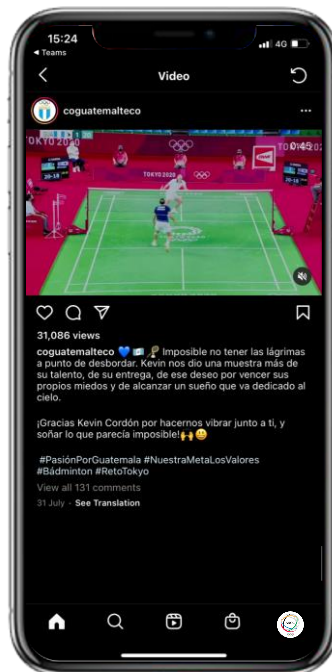 15:24
4G
Teams
Video
coguatemalteco
TOKYO 2020
0:45
20-18
TOKYO 2020
31,086 views
coguatemalteco 💙🇬🇹🏸 Imposible no tener las lágrimas
a punto de desbordar. Kevin nos dio una muestra más de
su talento, de su entrega, de ese deseo por vencer sus
propios miedos y de alcanzar un sueño que va dedicado al
cielo.
¡Gracias Kevin Cordón por hacernos vibrar junto a ti, y
soñar lo que parecía imposible!🙌😃
#PasiónPorGuatemala #NuestraMetaLosValores
#Bádminton #RetoTokyo
View all 131 comments
31 July · See Translation